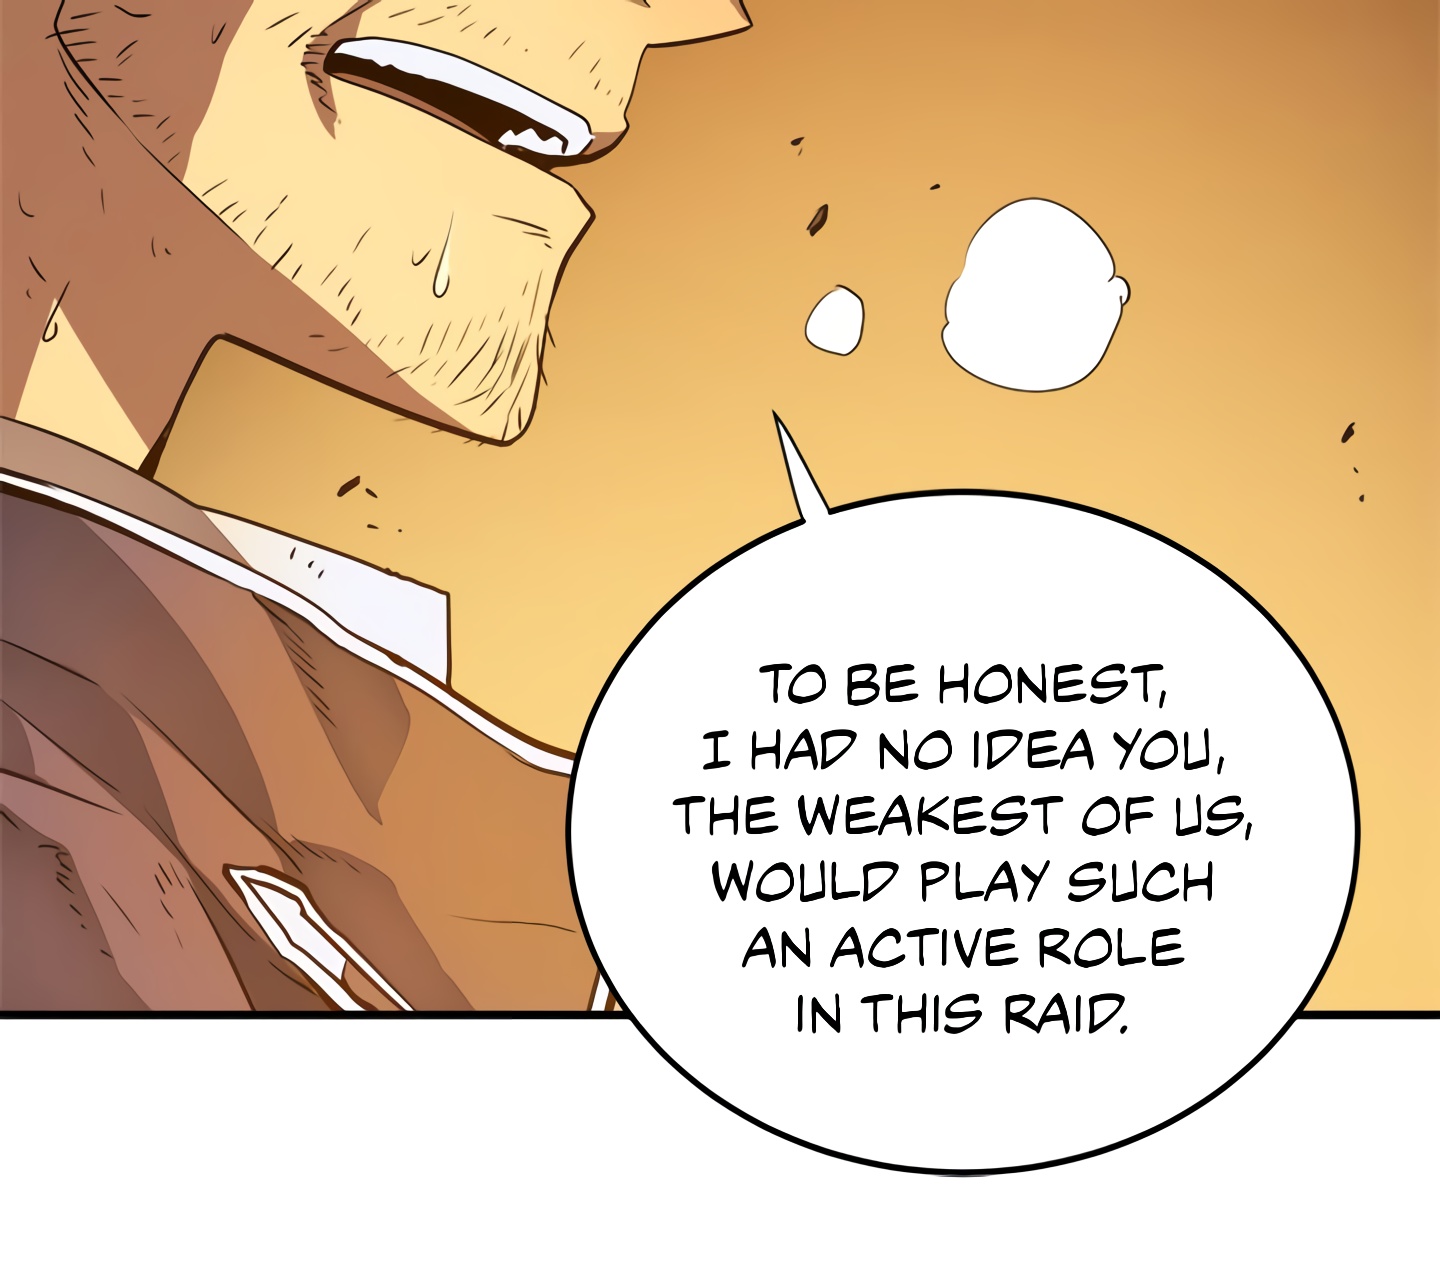 TO BE HONEST,
I HAD NO IDEA YOU,
THE WEAKEST OF US,
WOULD PLAY SUCH
AN ACTIVE ROLE
IN THIS RAID.